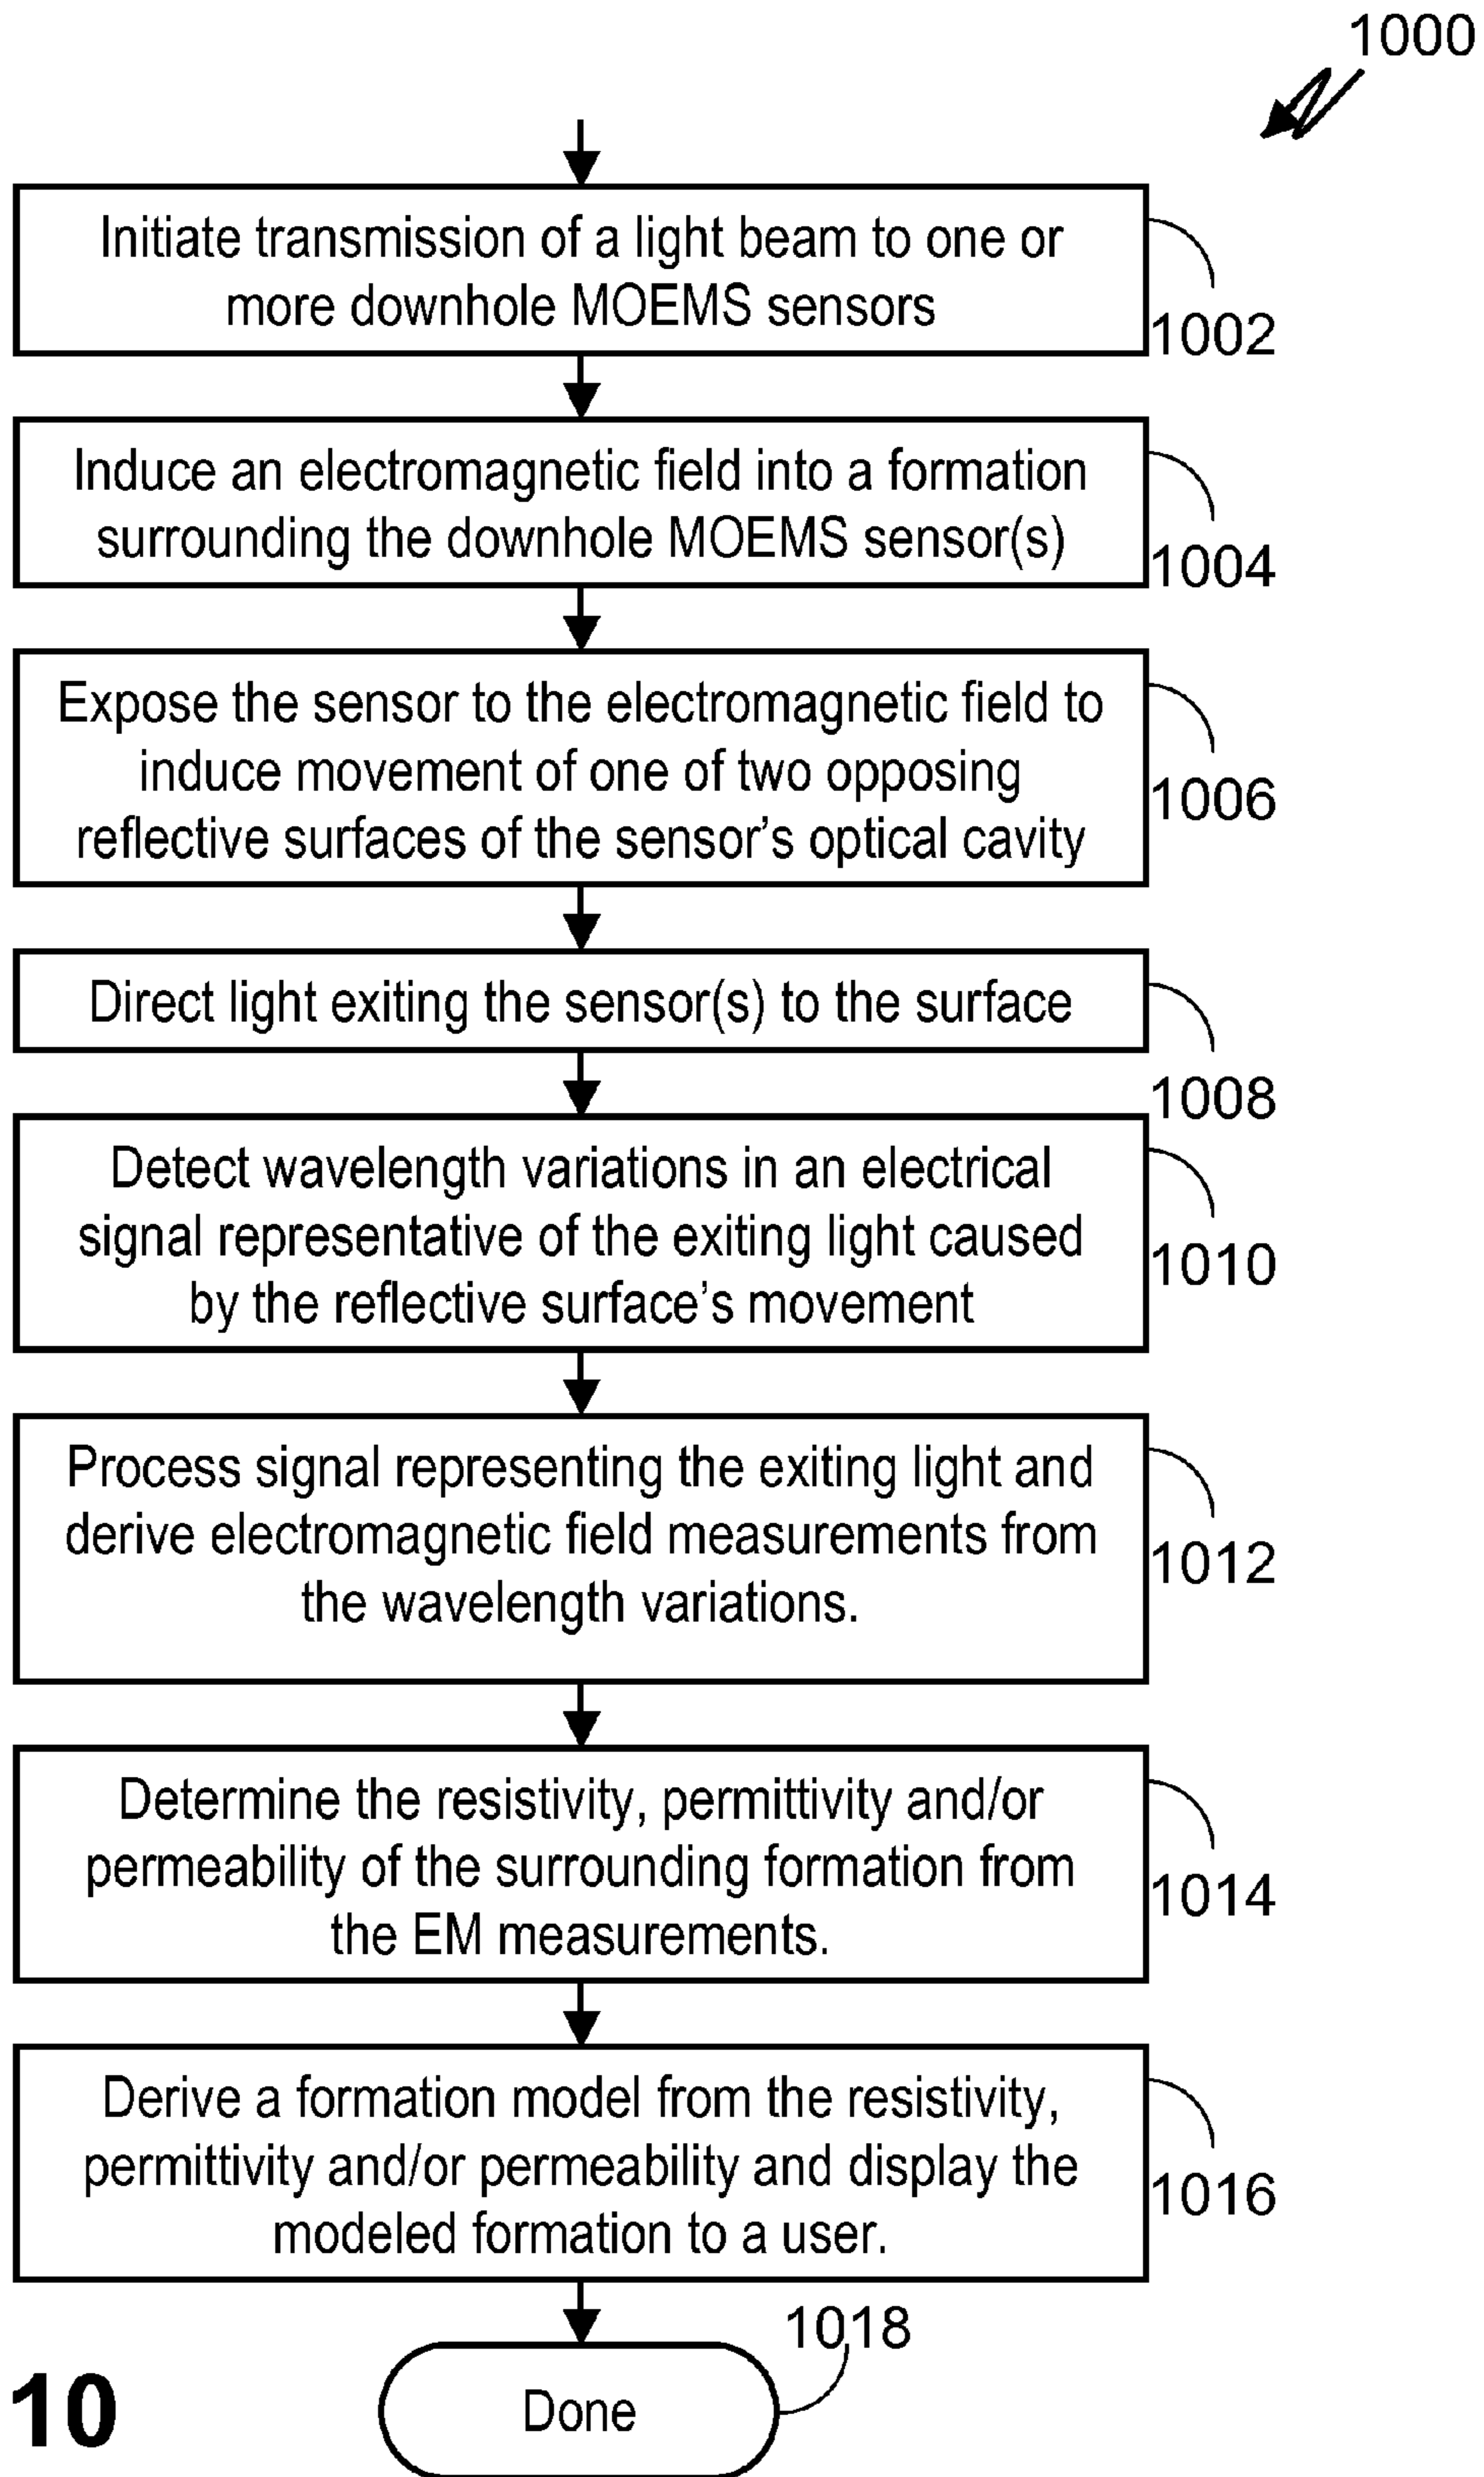 1000
Initiate transmission of a light beam to one or
more downhole MOEMS sensors
1002
Induce an electromagnetic field into a formation
surrounding the downhole MOEMS sensor(s)
1004
Expose the sensor to the electromagnetic field to
induce movement of one of two opposing
reflective surfaces of the sensor's optical cavity
1006
Direct light exiting the sensor(s) to the surface
1008
Detect wavelength variations in an electrical
signal representative of the exiting light caused
by the reflective surface's movement
1010
Process signal representing the exiting light and
derive electromagnetic field measurements from
the wavelength variations.
1012
Determine the resistivity, permittivity and/or
permeability of the surrounding formation from
the EM measurements.
1014
Derive a formation model from the resistivity,
permittivity and/or permeability and display the
modeled formation to a user.
1016
1018
Done
10